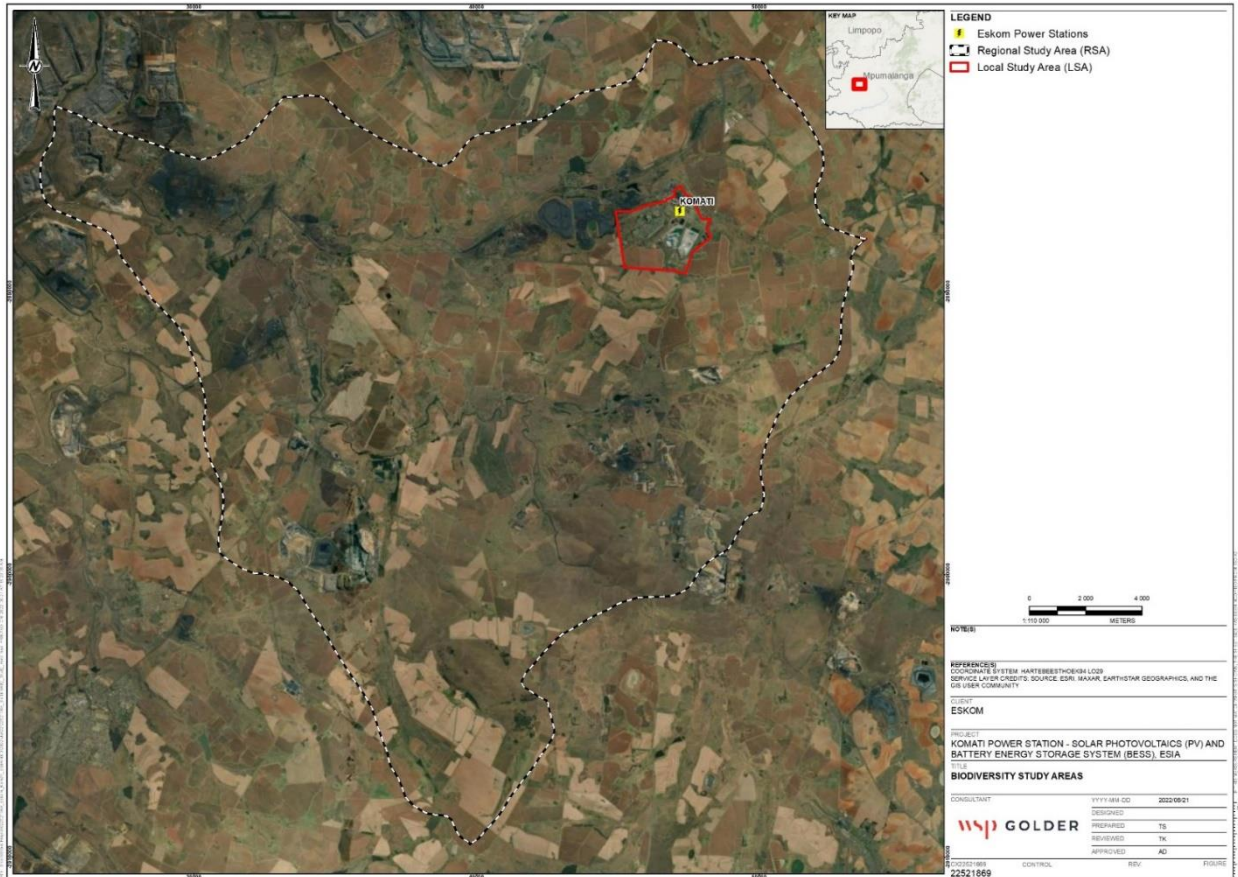 KEY MAP
Limpopo
Mpumalanga
N
KOMATI
LEGEND
Eskom Power Stations
Regional Study Area (RSA)
Local Study Area (LSA)
0 2 000 4 000
1:110 000 METERS
NOTE(S)
REFERENCE(S)
COORDINATE SYSTEM: HARTEBEESTHOEK94 LO29
SERVICE LAYER CREDITS: SOURCE: ESRI, MAXAR, EARTHSTAR GEOGRAPHICS, AND THE
GIS USER COMMUNITY
CLIENT
ESKOM
PROJECT
KOMATI POWER STATION - SOLAR PHOTOVOLTAICS (PV) AND
BATTERY ENERGY STORAGE SYSTEM (BESS), ESIA
TITLE
BIODIVERSITY STUDY AREAS
CONSULTANT
wsp GOLDER
YYYY-MM-DD
DESIGNED
PREPARED TS
REVIEWED TK
APPROVED AD
CONTROL REV. FIGURE
22521869